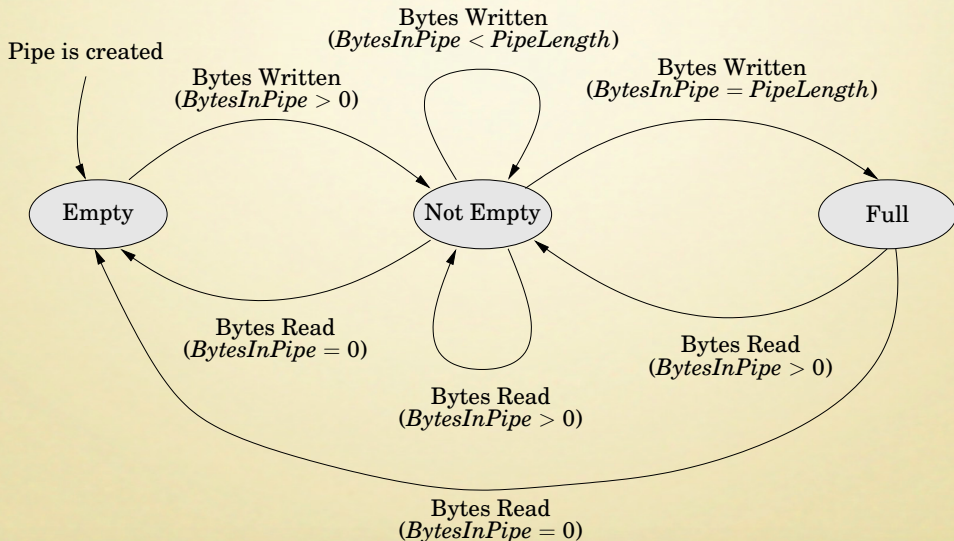 Bytes Written
(BytesInPipe < PipeLength)
Pipe is created
Bytes Written
(BytesInPipe > 0)
Bytes Written
(BytesInPipe = PipeLength)
Empty
Not Empty
Full
Bytes Read
(BytesInPipe = 0)
Bytes Read
(BytesInPipe > 0)
Bytes Read
(BytesInPipe > 0)
Bytes Read
(BytesInPipe = 0)